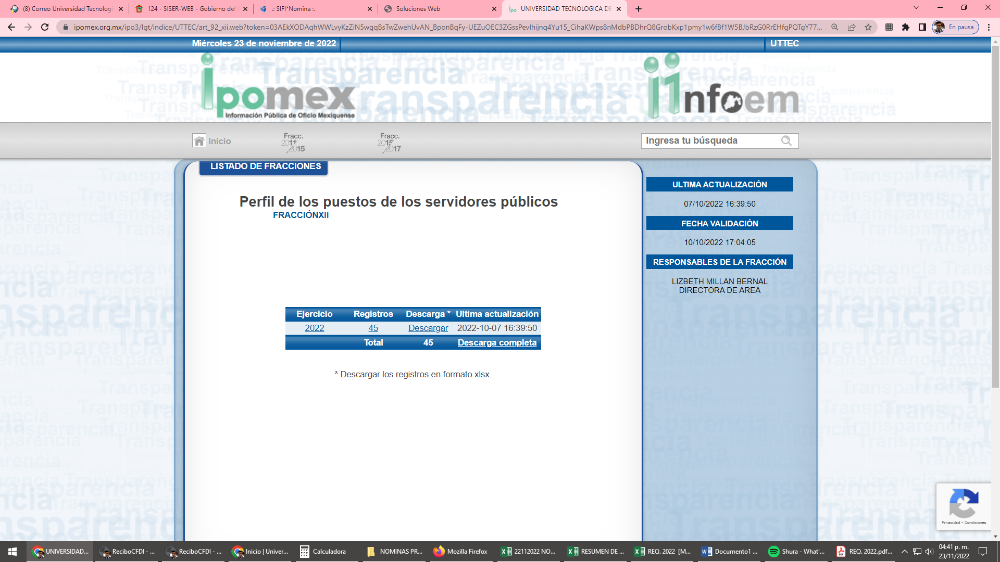 (8) Correo Universidad Tecnologi
124 - SISER-WEB - Gobierno del
.: SIFI*Nomina :.
Soluciones Web
UNIVERSIDAD TECNOLOGICA DE
ipomex.org.mx/ipo3/lgt/indice/UTTEC/art_92_xii.web?token=03AEkXODAqhWWLvyKzZiN5wgqBsTwZwehUvAN_BponBqFy-UEZuOEC3ZGssPevIhijnq4Yu15_CihaKWps8nMdbPBDhrQ8GrobKxp1pmy1w6fBf1W5BJbRzG0RrEHfgPQTgY77...
En pausa
Miércoles 23 de noviembre de 2022
UTTEC
ipomex
Información Pública de Oficio Mexiquense
infoem
Transparencia
Inicio
Fracc.
2011
2015
Fracc.
2015
2017
Ingresa tu búsqueda
LISTADO DE FRACCIONES
Perfil de los puestos de los servidores públicos
FRACCIÓNXII
ULTIMA ACTUALIZACIÓN
07/10/2022 16:39:50
FECHA VALIDACIÓN
10/10/2022 17:04:05
RESPONSABLES DE LA FRACCIÓN
LIZBETH MILLAN BERNAL
DIRECTORA DE AREA
Ejercicio Registros Descarga * Ultima actualización
2022 45 Descargar 2022-10-07 16:39:50
Total 45 Descarga completa
* Descargar los registros en formato xlsx.
Privacidad - Condiciones
UNIVERSIDAD...
ReciboCFDI - ...
ReciboCFDI - ...
Inicio | Univer...
Calculadora
NOMINAS PR...
Mozilla Firefox
22112022 NO...
RESUMEN DE ...
REQ. 2022 [M...
Documento1 ...
Shura - What'...
REQ. 2022.pdf...
04:41 p. m.
23/11/2022